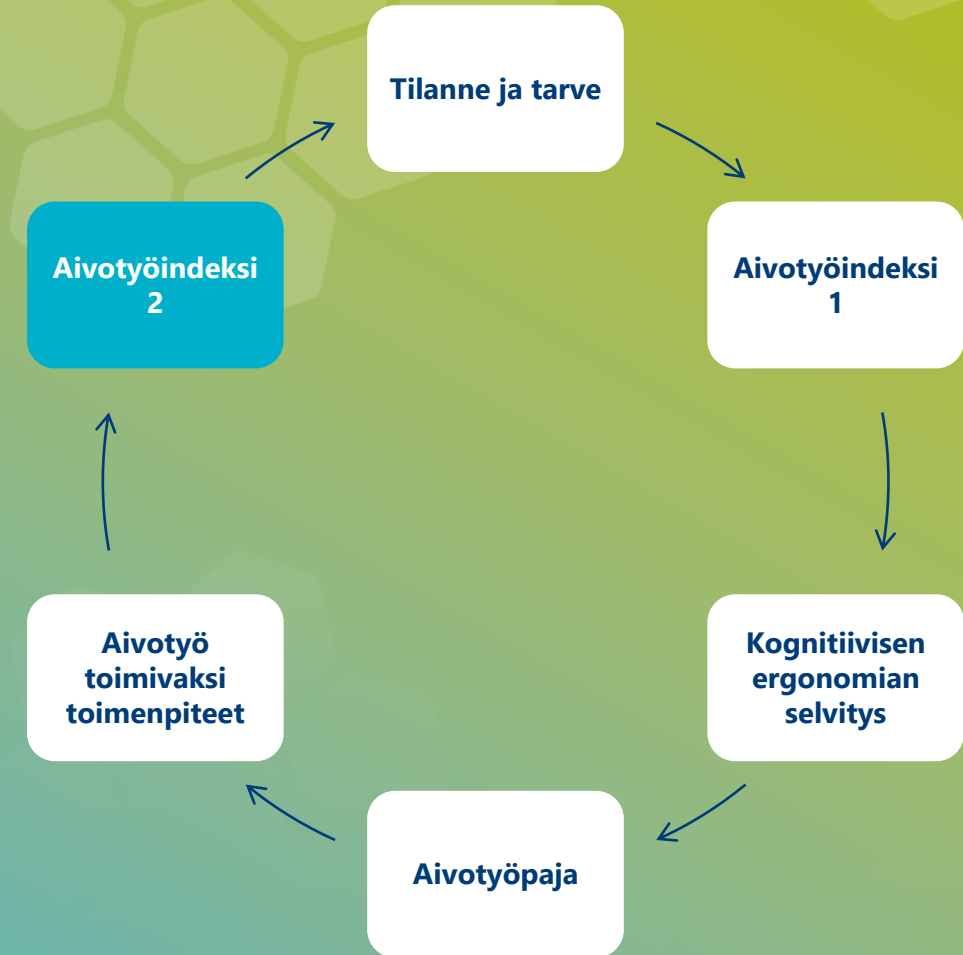 Tilanne ja tarve
Aivotyöindeksi
1
Kognitiivisen
ergonomian
selvitys
Aivotyöpaja
Aivotyö
toimivaksi
toimenpiteet
Aivotyöindeksi
2